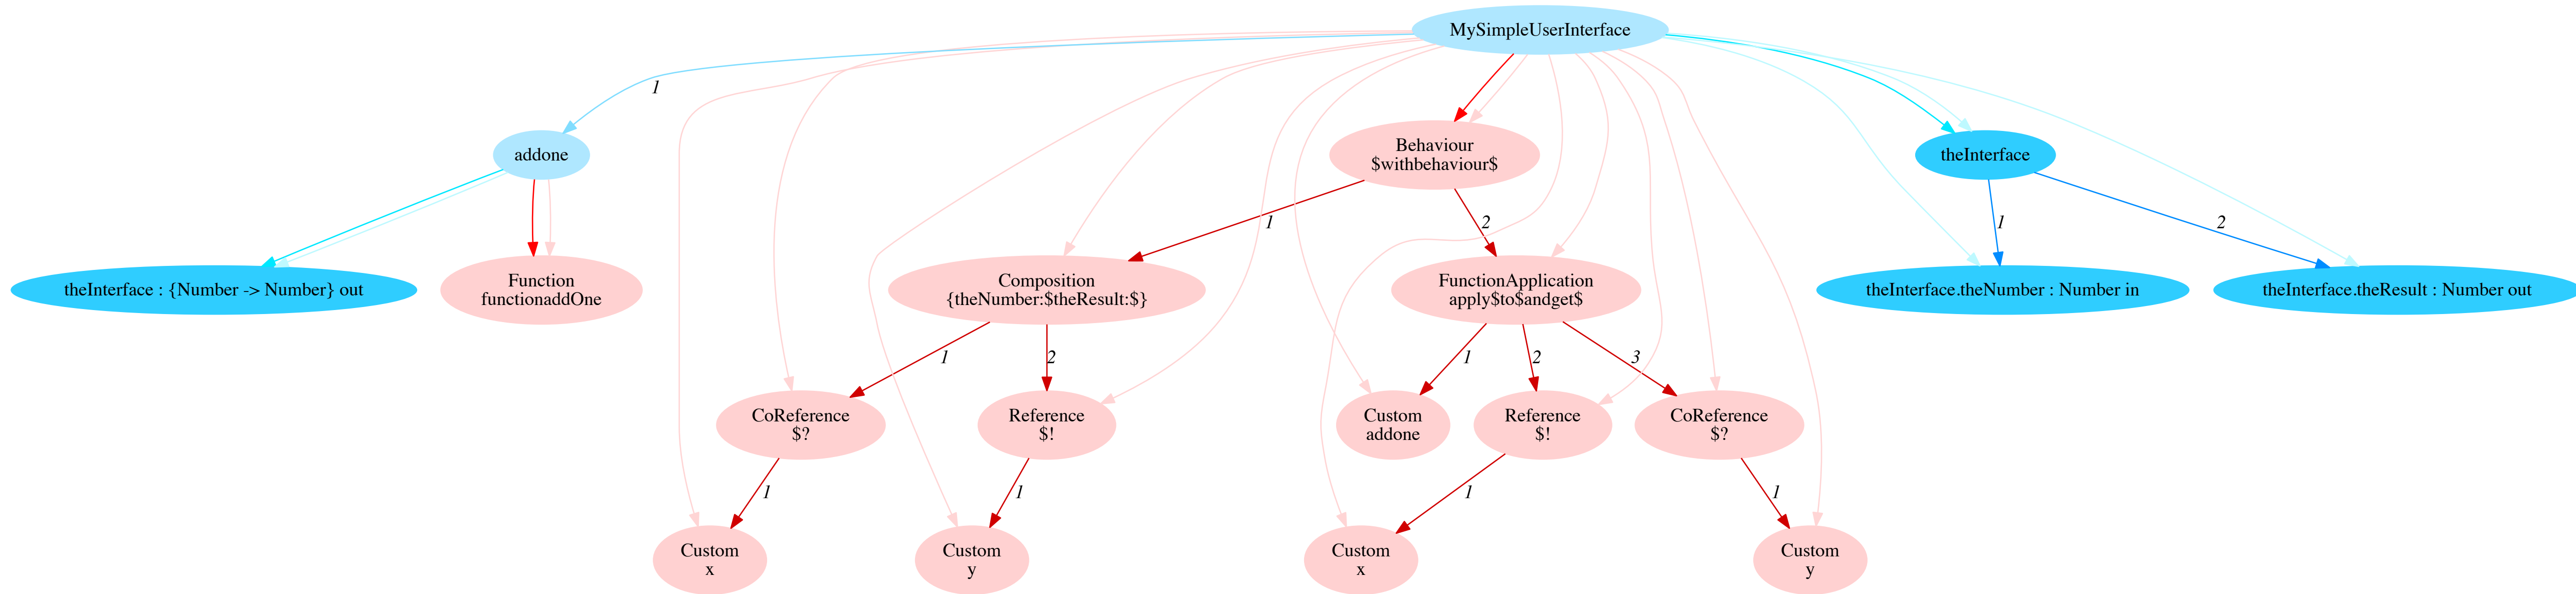 MySimpleUserInterface
1
addone
Behaviour
$withbehaviour$
theInterface
1
2
1
2
theInterface : {Number -> Number} out
Function
functionaddOne
Composition
{theNumber:$theResult:$}
FunctionApplication
apply$to$andget$
theInterface.theNumber : Number in
theInterface.theResult : Number out
1
2
1
2
3
CoReference
$?
Reference
$!
Custom
addone
Reference
$!
CoReference
$?
1
1
1
1
Custom
x
Custom
y
Custom
x
Custom
y